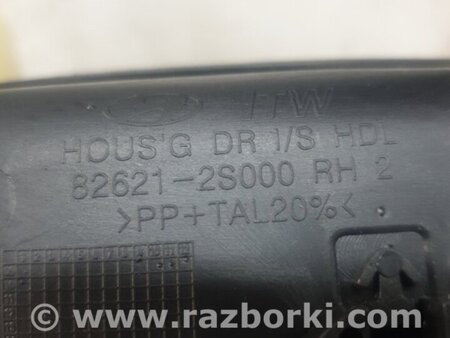 ITW
HOUS'G DR I/S HDL
82621-2S000 RH 2
>PP+TAL20%<
© www.razborki.com